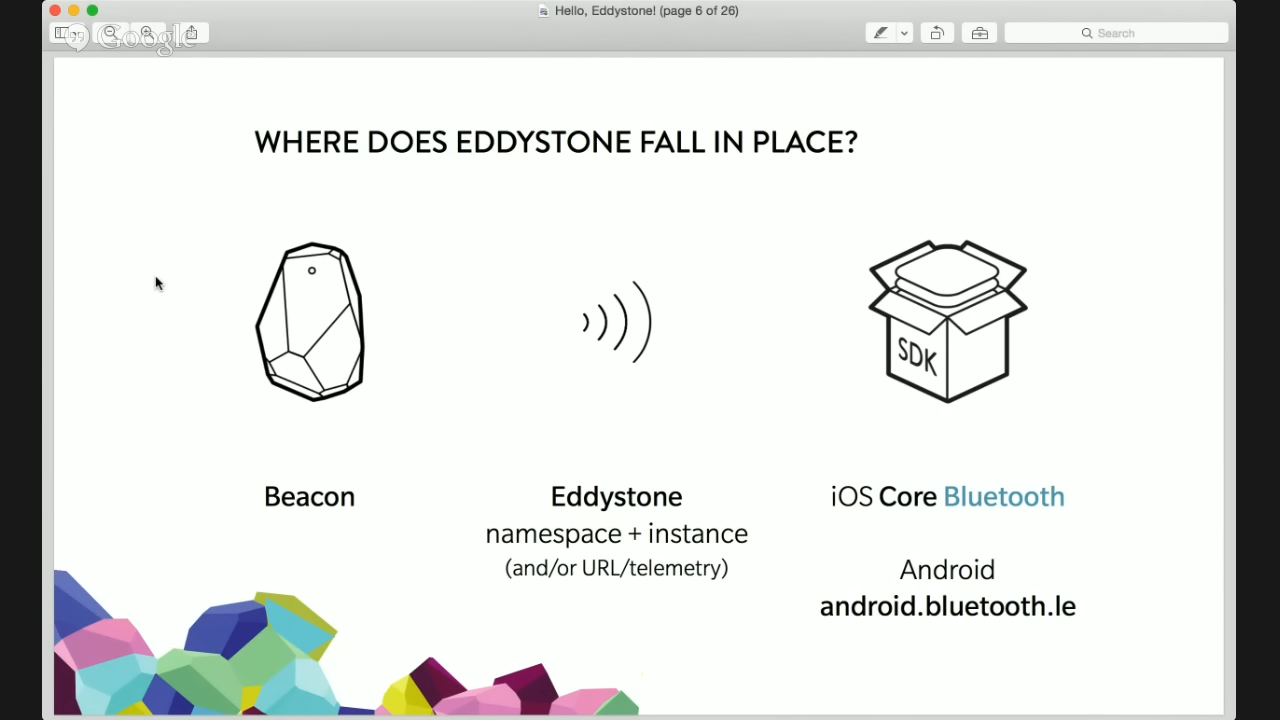 Hello, Eddystone! (page 6 of 26)
Google
Search
WHERE DOES EDDYSTONE FALL IN PLACE?
SDK
Beacon
Eddystone
namespace + instance
(and/or URL/telemetry)
iOS Core Bluetooth
Android
android.bluetooth.le